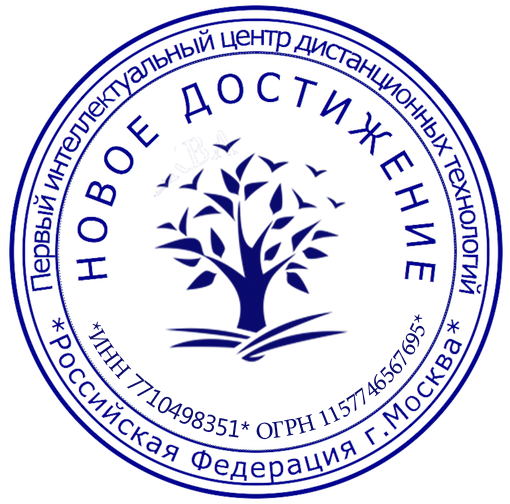 Первый интеллектуальный центр дистанционных технологий
НОВОЕ ДОСТИЖЕНИЕ
*ИНН 7710498351* ОГРН 1157746567695*
*Российская Федерация г.Москва*